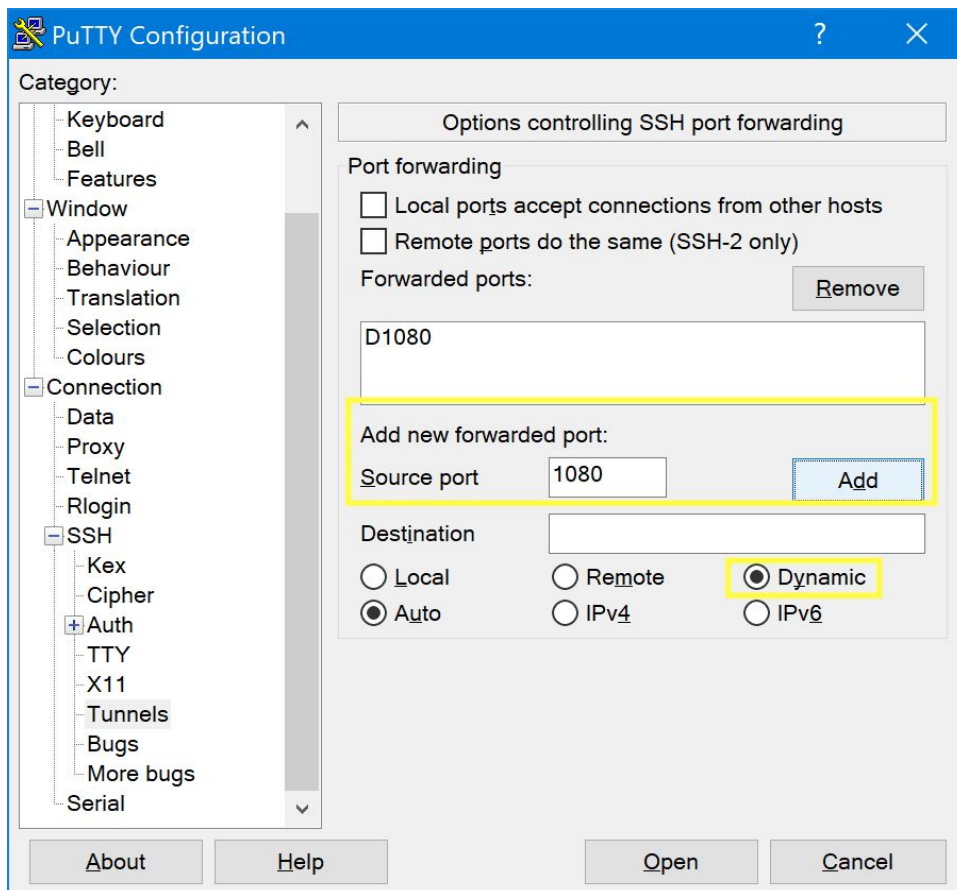 PuTTY Configuration
?
Category:
Keyboard
Bell
Features
Window
Appearance
Behaviour
Translation
Selection
Colours
Connection
Data
Proxy
Telnet
Rlogin
SSH
Kex
Cipher
Auth
TTY
X11
Tunnels
Bugs
More bugs
Serial
Options controlling SSH port forwarding
Port forwarding
Local ports accept connections from other hosts
Remote ports do the same (SSH-2 only)
Forwarded ports:
Remove
D1080
Add new forwarded port:
Source port 1080 Add
Destination
Local Remote Dynamic
Auto IPv4 IPv6
About Help Open Cancel